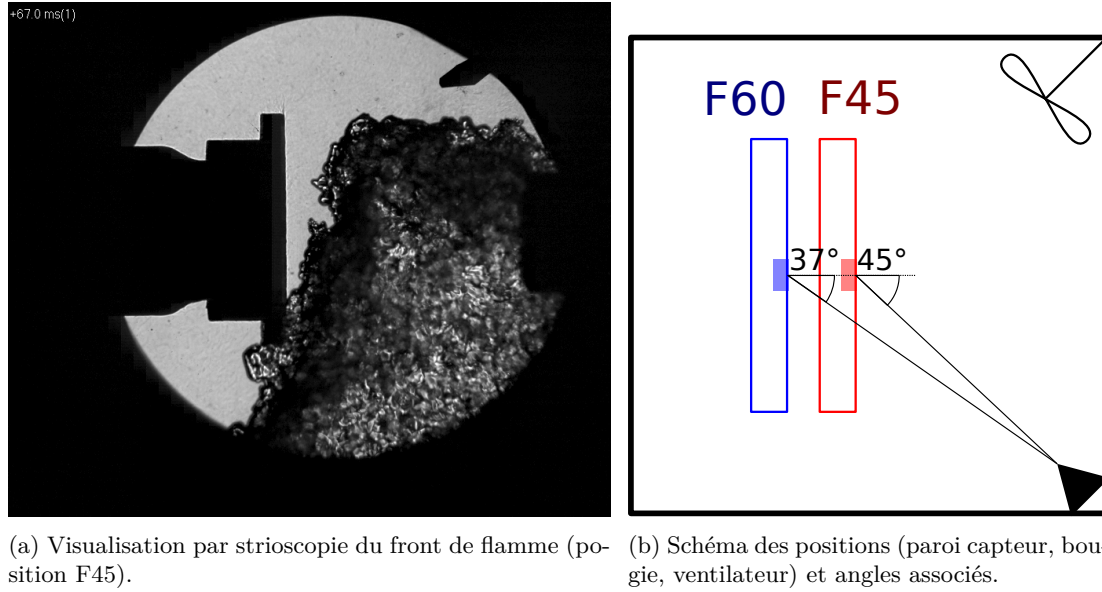 +67.0 ms(1)
F60 F45
37° 45°
(a) Visualisation par strioscopie du front de flamme (po-
sition F45).
(b) Schéma des positions (paroi capteur, bou-
gie, ventilateur) et angles associés.